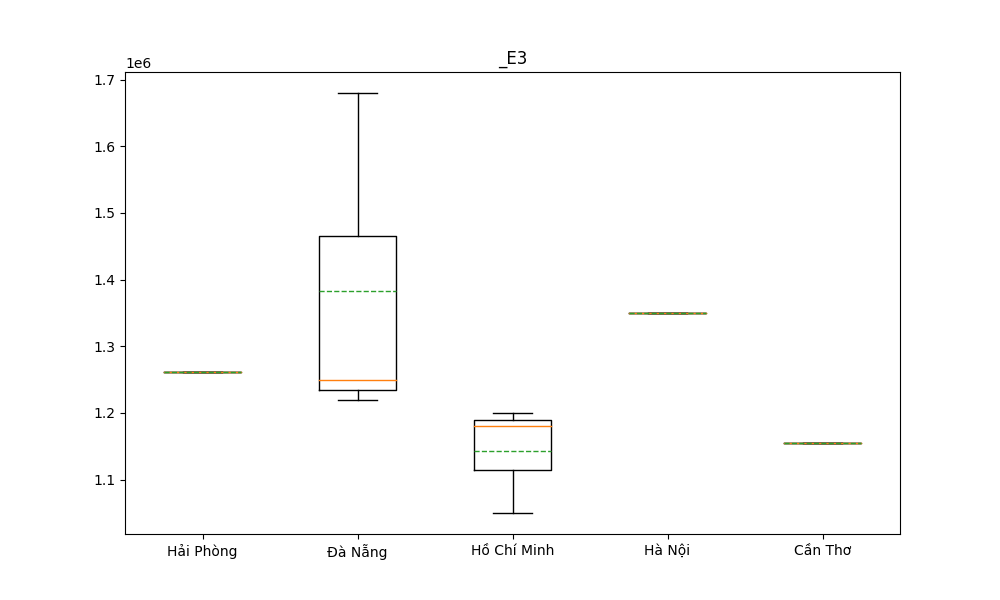 _E3
1e6
1.7
1.6
1.5
1.4
1.3
1.2
1.1
Hải Phòng Đà Nẵng Hồ Chí Minh Hà Nội Cần Thơ